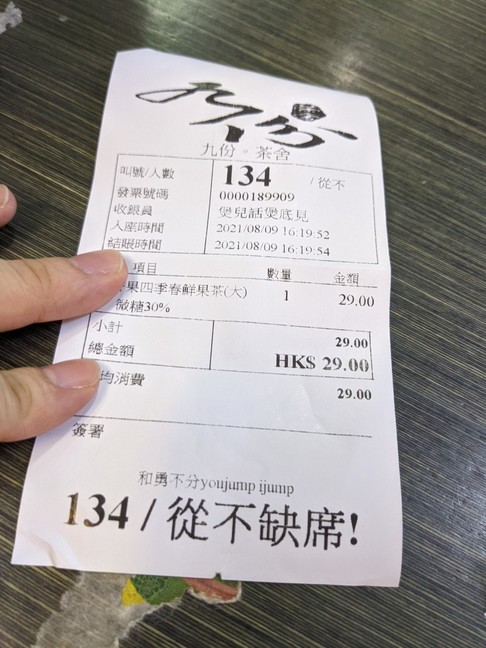 九份
九份。茶舍
叫號/人數 134 /從不
發票號碼 0000189909
收銀員 煲兒話煲底見
入座時間 2021/08/09 16:19:52
結賬時間 2021/08/09 16:19:54
項目 數量 金額
果四季春鮮果茶(大) 1 29.00
微糖30%
小計 29.00
總金額 HK$ 29.00
均消費 29.00
簽署
和勇不分youjump ijump
134 / 從不缺席!